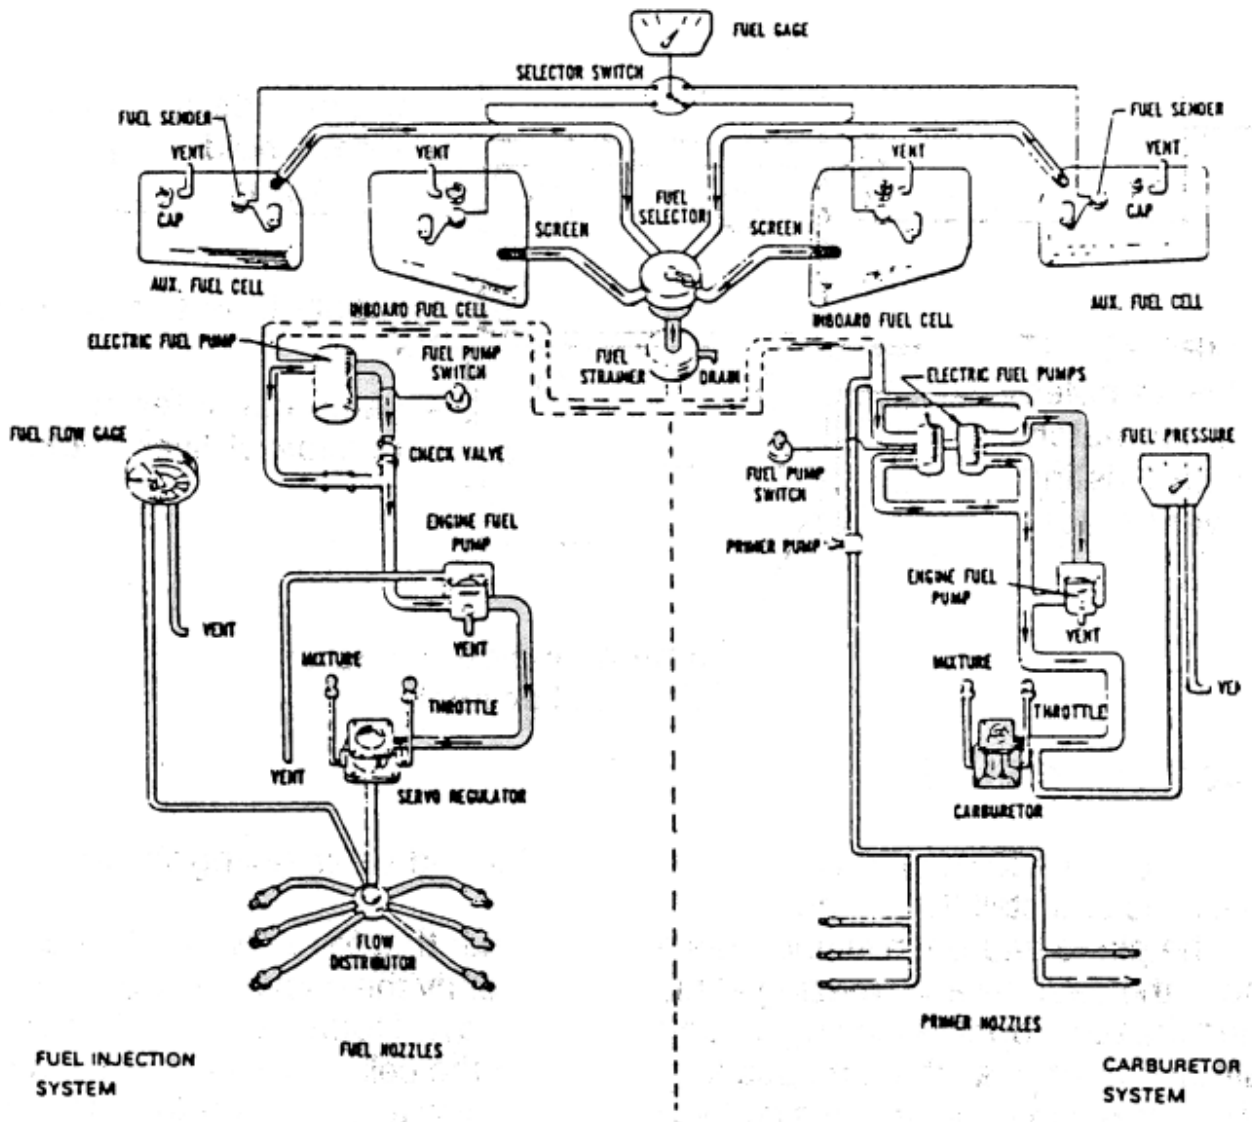 FUEL GAGE
SELECTOR SWITCH
FUEL SENDER
FUEL SENDER
VENT
VENT
VENT
VENT
CAP
CAP
FUEL
SELECTOR
SCREEN
SCREEN
AUX. FUEL CELL
INBOARD FUEL CELL
INBOARD FUEL CELL
AUX. FUEL CELL
ELECTRIC FUEL PUMP
FUEL PUMP
SWITCH
FUEL
STRAINER
DRAIN
ELECTRIC FUEL PUMPS
FUEL FLOW GAGE
CHECK VALVE
FUEL PUMP
SWITCH
FUEL PRESSURE
ENGINE FUEL
PUMP
PRIMER PUMP
ENGINE FUEL
PUMP
VENT
VENT
VENT
MIXTURE
THROTTLE
MIXTURE
THROTTLE
VEN
VENT
SERVO REGULATOR
CARBURETOR
FLOW
DISTRIBUTOR
FUEL NOZZLES
PRIMER NOZZLES
FUEL INJECTION
SYSTEM
CARBURETOR
SYSTEM